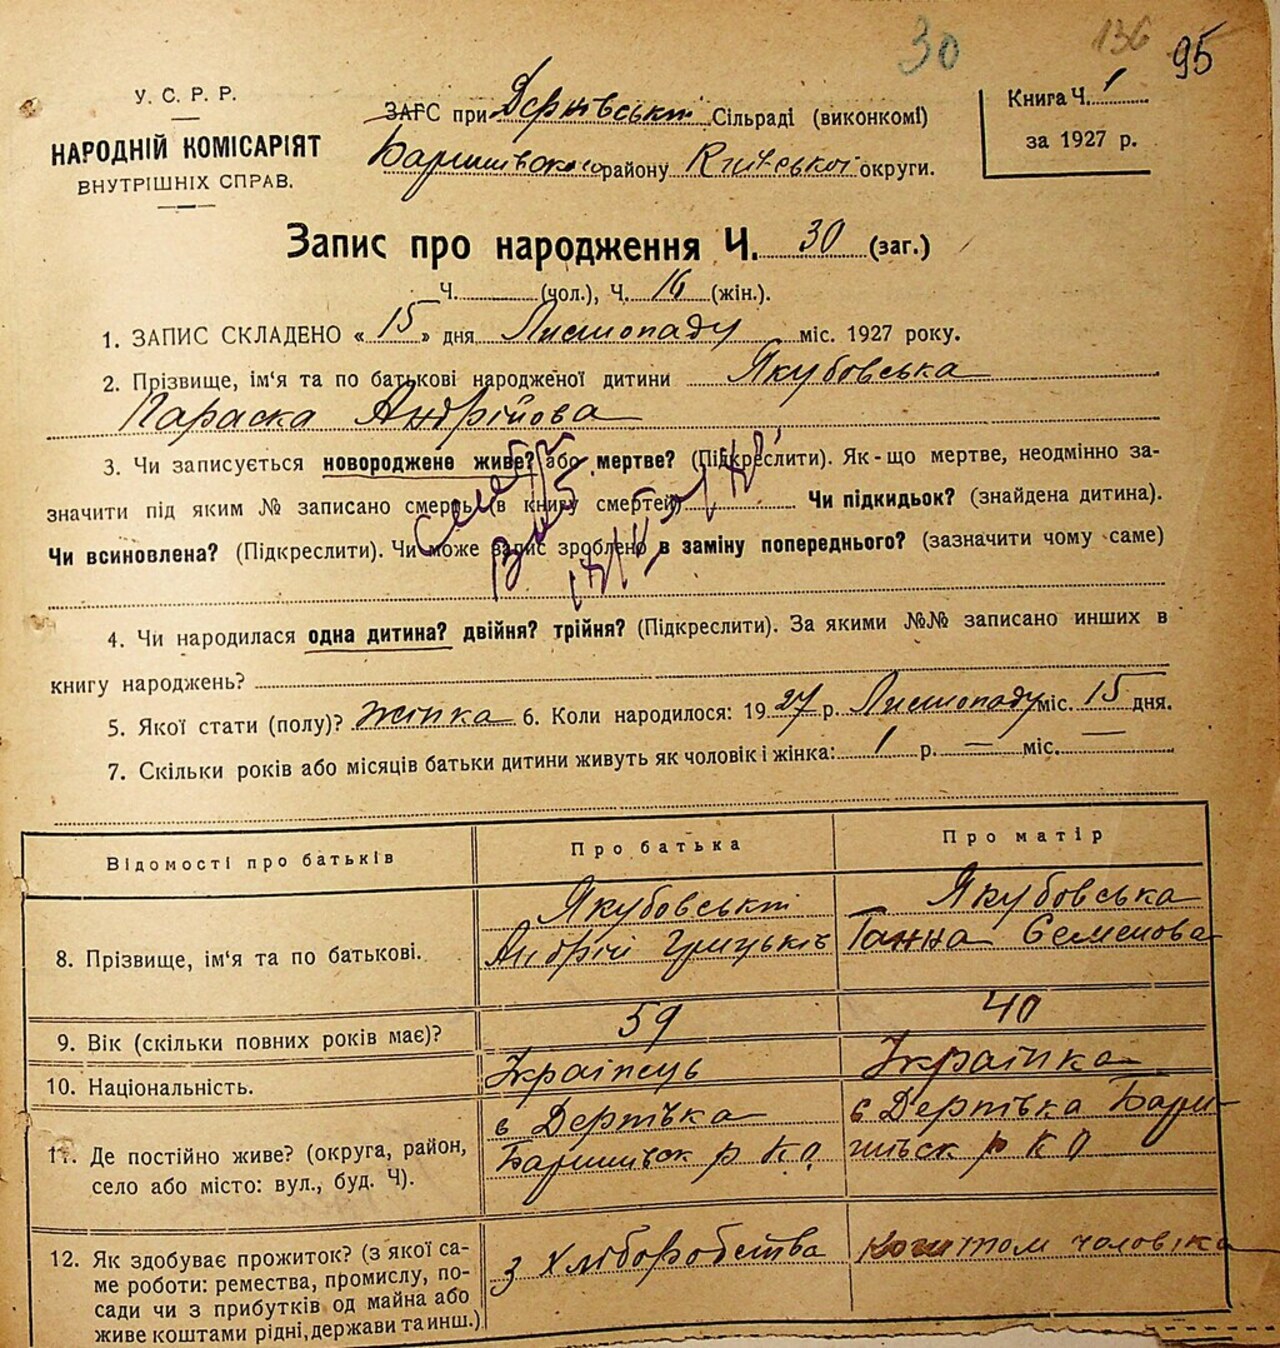 30 136 95
У. С. Р. Р.
НАРОДНІЙ КОМІСАРІЯТ
ВНУТРІШНІХ СПРАВ.
ЗАГС при Дернівські Сільраді (виконкомі)
Баришівського району Київської округи.
Книга Ч. 1
за 1927 р.
Запис про народження Ч. 30 (заг.)
Ч. (чол.), Ч. 16 (жін.).
1. ЗАПИС СКЛАДЕНО « 15 » дня Листопаду міс. 1927 року.
2. Прізвище, ім'я та по батькові народженої дитини Якубовська
Параска Андрійова
3. Чи записується новороджене живе? або мертве? (Підкреслити). Як-що мертве, неодмінно за-
значити під яким № записано смерть (в книгу смертей) Чи підкидьок? (знайдена дитина).
Чи всиновлена? (Підкреслити). Чи може запис зроблено в заміну попереднього? (зазначити чому саме)
4. Чи народилася одна дитина? двійня? трійня? (Підкреслити). За якими №№ записано инших в
книгу народжень?
5. Якої стати (полу)? Жінка 6. Коли народилося: 1927 р. Листопаду міс. 15 дня.
7. Скільки років або місяців батьки дитини живуть як чоловік і жінка: 1 р. — міс. —
Відомості про батьків Про батька Про матір
8. Прізвище, ім'я та по батькові. Якубовські Андрій Грицьків Якубовська Ганна Семенова
9. Вік (скільки повних років має)? 59 40
10. Національність. Українець Українка
11. Де постійно живе? (округа, район,
село або місто: вул., буд. Ч).
с Дернівка
Баришівськ р К О
с Дернівка Бари-
шівськ р К О
12. Як здобуває прожиток? (з якої са-
ме роботи: ремества, промислу, по-
сади чи з прибутків од майна або
живе коштами рідні, держави та инш.)
з Хліборобства
Коштом чоловіка